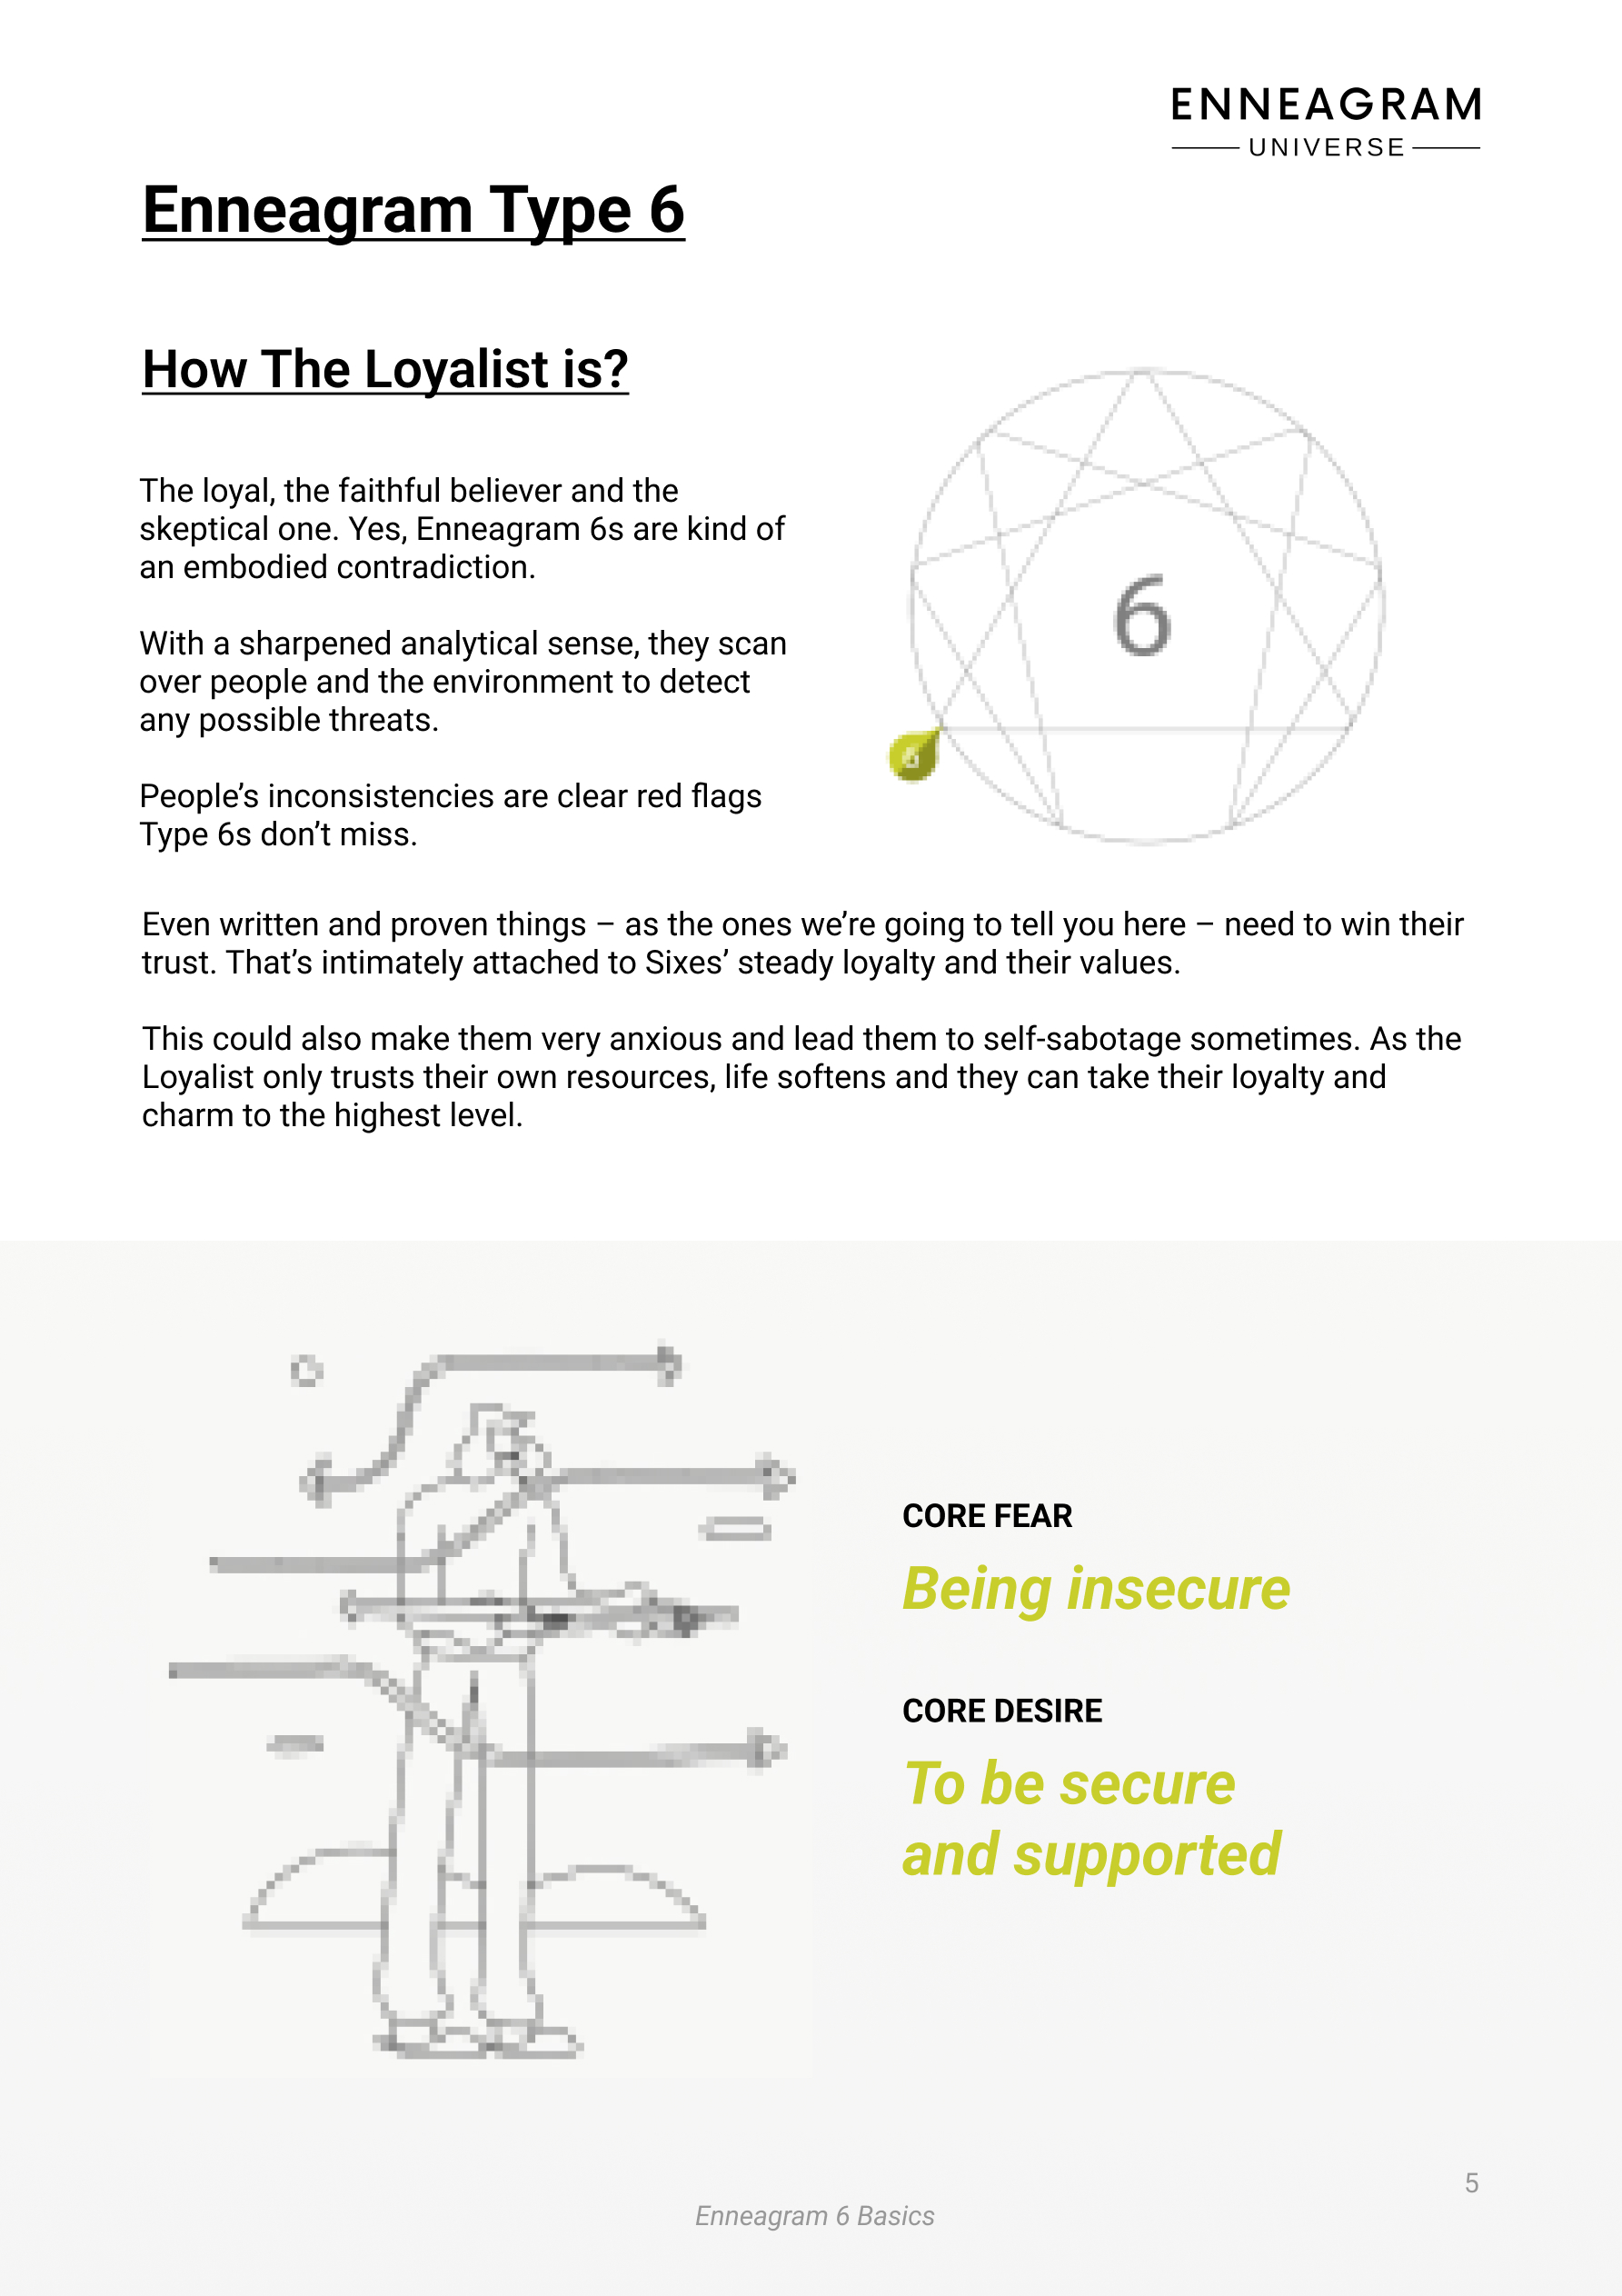 ENNEAGRAM
UNIVERSE
Enneagram Type 6
How The Loyalist is?
The loyal, the faithful believer and the
skeptical one. Yes, Enneagram 6s are kind of
an embodied contradiction.
With a sharpened analytical sense, they scan
over people and the environment to detect
any possible threats.
People’s inconsistencies are clear red flags
Type 6s don’t miss.
6
6
Even written and proven things – as the ones we’re going to tell you here – need to win their
trust. That’s intimately attached to Sixes’ steady loyalty and their values.
This could also make them very anxious and lead them to self-sabotage sometimes. As the
Loyalist only trusts their own resources, life softens and they can take their loyalty and
charm to the highest level.
CORE FEAR
Being insecure
CORE DESIRE
To be secure
and supported
5
Enneagram 6 Basics